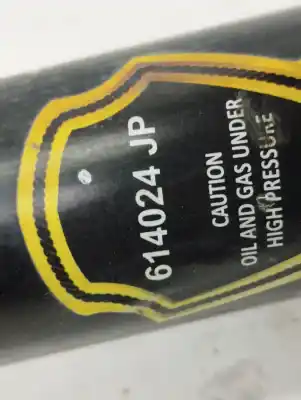 614024 JP
CAUTION
OIL AND GAS UNDER
HIGH PRESSURE